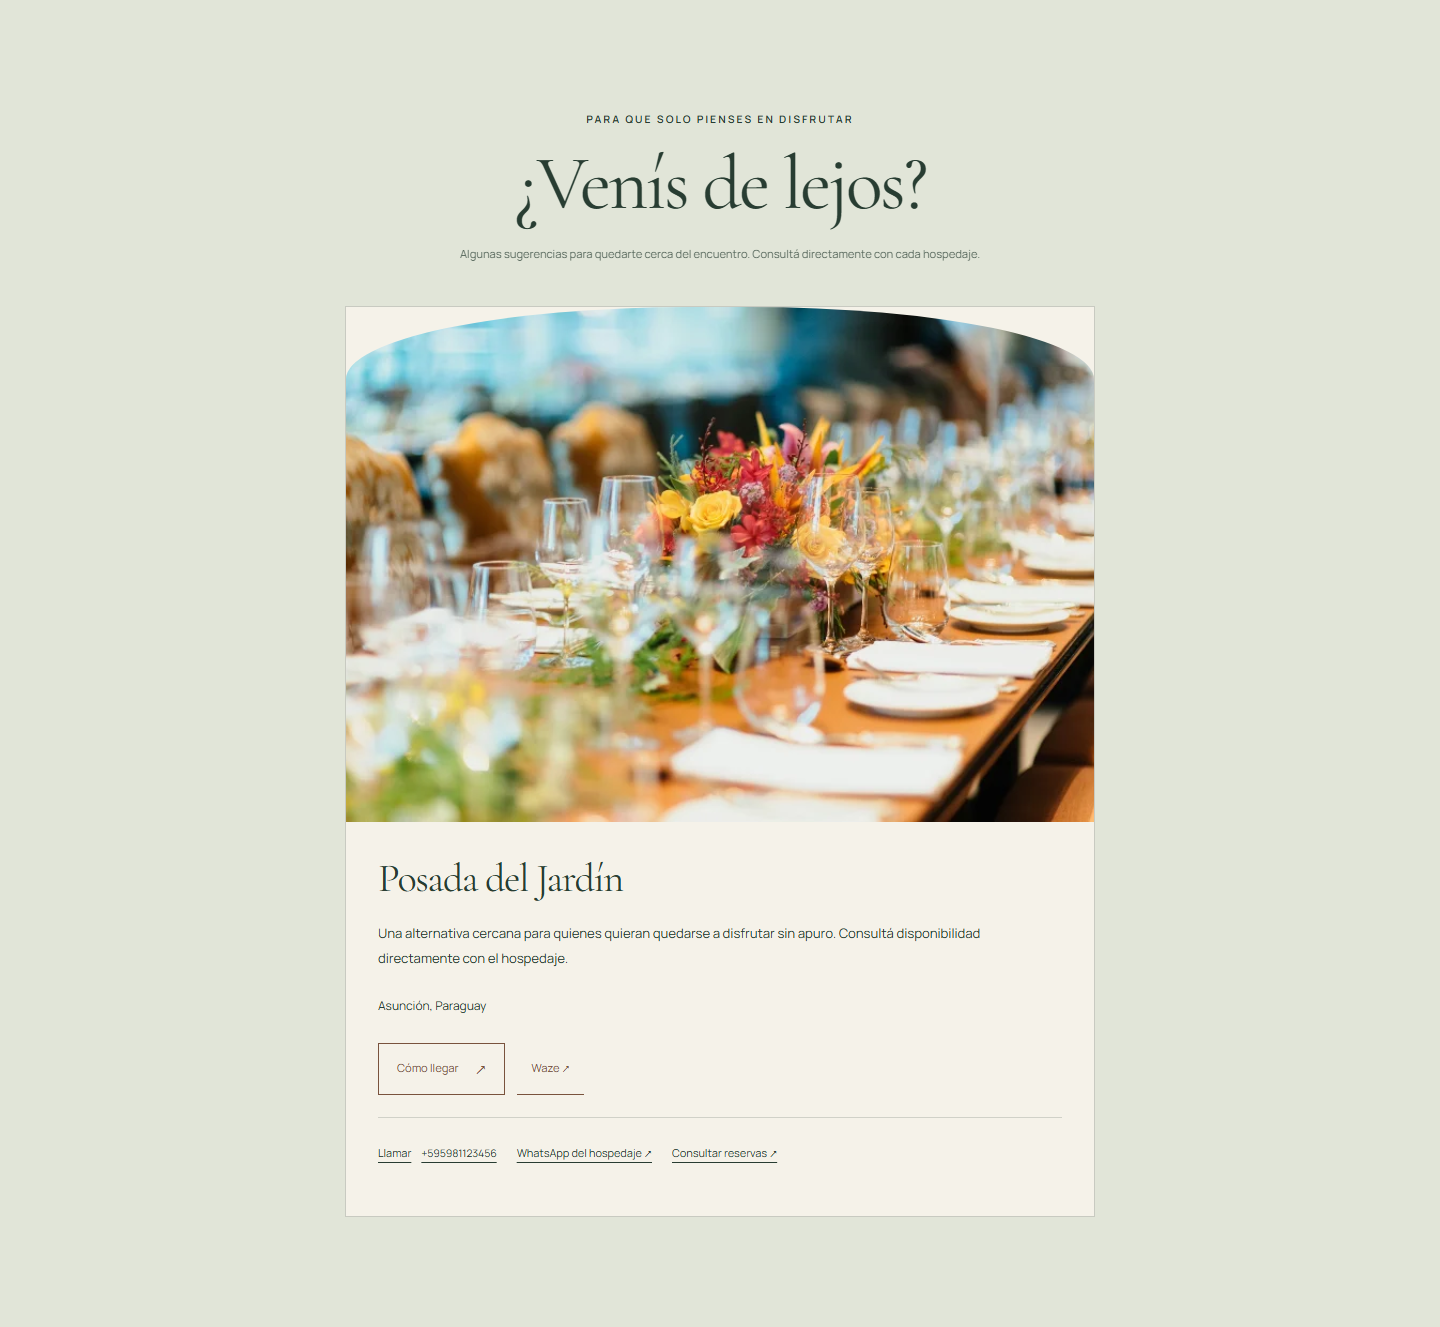 PARA QUE SOLO PIENSES EN DISFRUTAR
¿Venís de lejos?
Algunas sugerencias para quedarte cerca del encuentro. Consultá directamente con cada hospedaje.
Posada del Jardín
Una alternativa cercana para quienes quieran quedarse a disfrutar sin apuro. Consultá disponibilidad
directamente con el hospedaje.
Asunción, Paraguay
Cómo llegar ↗ Waze ↗
Llamar +595981123456 WhatsApp del hospedaje ↗ Consultar reservas ↗